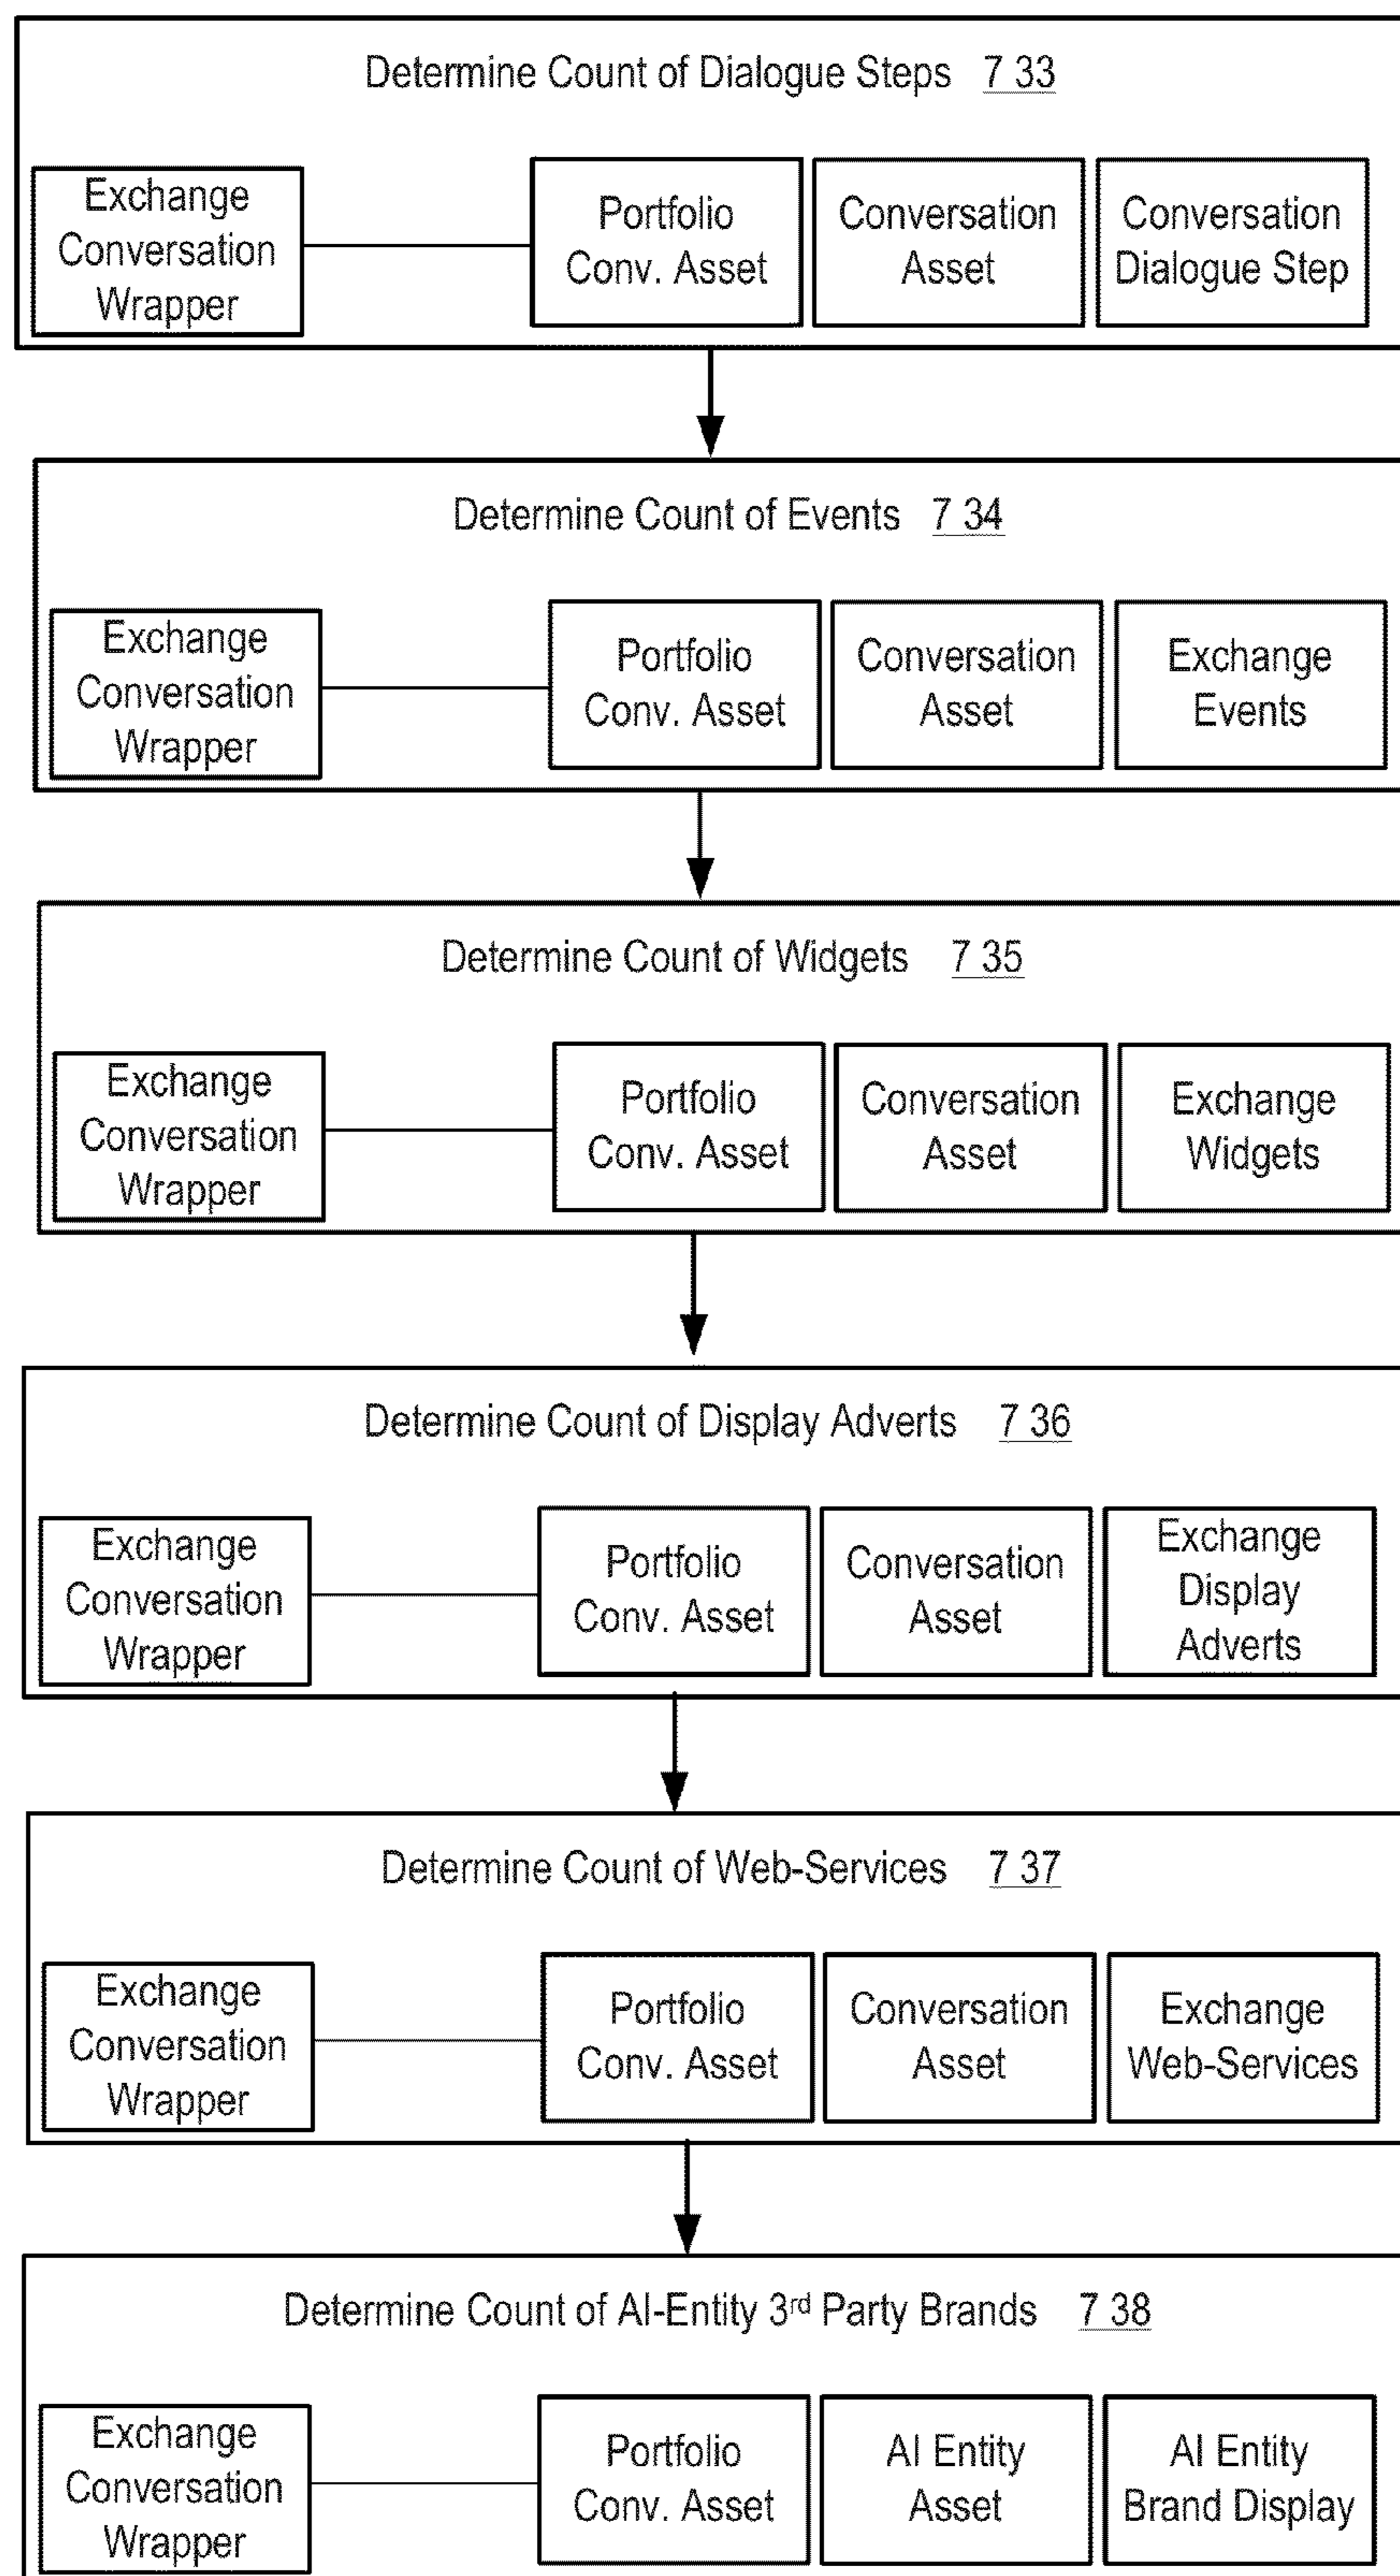 Determine Count of Dialogue Steps 7 33
Exchange
Conversation
Wrapper
Portfolio
Conv. Asset
Conversation
Asset
Conversation
Dialogue Step
Determine Count of Events 7 34
Exchange
Conversation
Wrapper
Portfolio
Conv. Asset
Conversation
Asset
Exchange
Events
Determine Count of Widgets 7 35
Exchange
Conversation
Wrapper
Portfolio
Conv. Asset
Conversation
Asset
Exchange
Widgets
Determine Count of Display Adverts 7 36
Exchange
Conversation
Wrapper
Portfolio
Conv. Asset
Conversation
Asset
Exchange
Display
Adverts
Determine Count of Web-Services 7 37
Exchange
Conversation
Wrapper
Portfolio
Conv. Asset
Conversation
Asset
Exchange
Web-Services
Determine Count of AI-Entity 3rd Party Brands 7 38
Exchange
Conversation
Wrapper
Portfolio
Conv. Asset
AI Entity
Asset
AI Entity
Brand Display